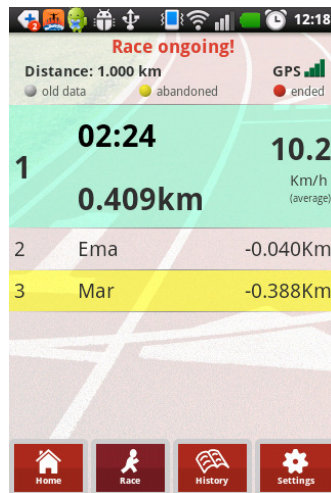 12:18
Race ongoing!
Distance: 1.000 km GPS
old data abandoned ended
02:24
1 10.2
Km/h
0.409km (average)
2 Ema -0.040Km
3 Mar -0.388Km
Home Race History Settings